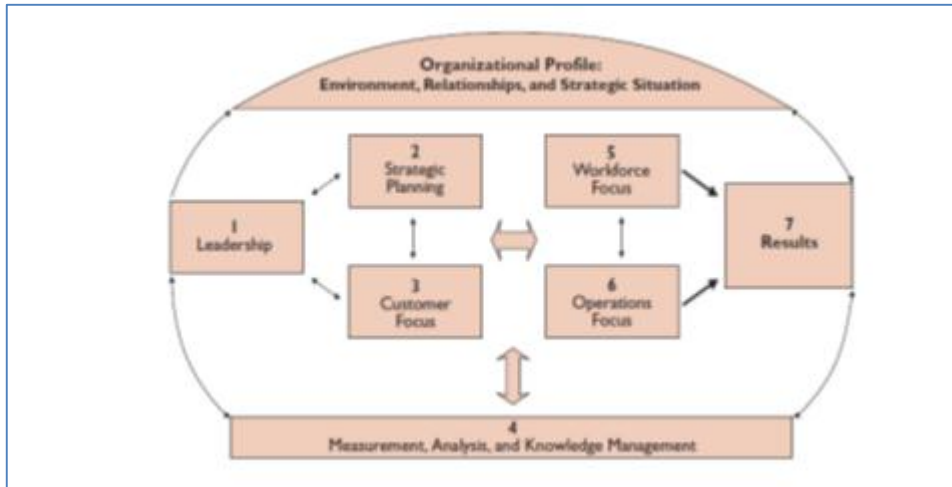 Organizational Profile:
Environment, Relationships, and Strategic Situation
2
Strategic
Planning
5
Workforce
Focus
1
Leadership
7
Results
3
Customer
Focus
6
Operations
Focus
4
Measurement, Analysis, and Knowledge Management